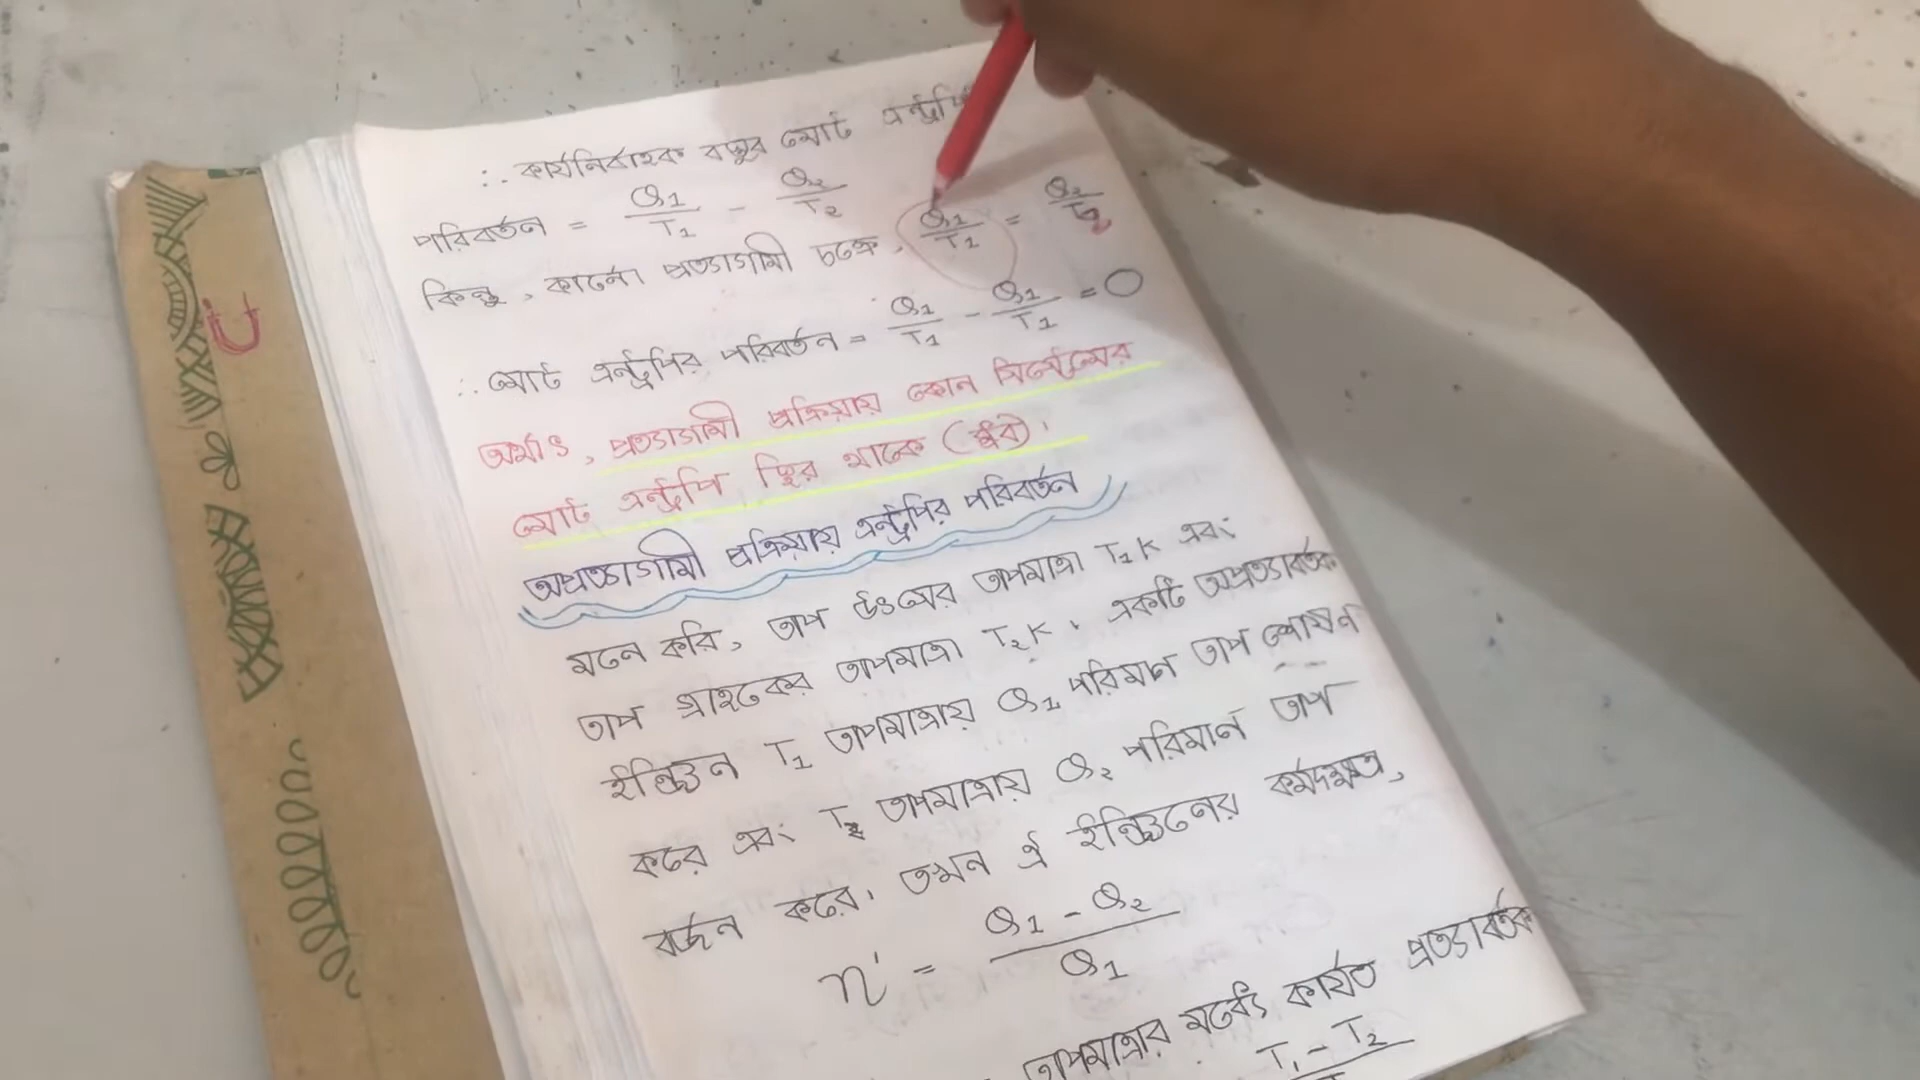 ∴ কার্যনির্বাহক বস্তুর মোট এন্ট্রপি
পরিবর্তন = Q₁/T₁ - Q₂/T₂
কিন্তু, কার্নো প্রত্যাগামী চক্রে, Q₁/T₁ = Q₂/T₂
∴ মোট এন্ট্রপির পরিবর্তন = Q₁/T₁ - Q₁/T₁ = 0
অর্থাৎ, প্রত্যাগামী প্রক্রিয়ায় কোন সিস্টেমের
মোট এন্ট্রপি স্থির থাকে (ধ্রুব)।
অপ্রত্যাগামী প্রক্রিয়ায় এন্ট্রপির পরিবর্তন
মনে করি, তাপ উৎসের তাপমাত্রা T₁K এবং
তাপ গ্রাহকের তাপমাত্রা T₂K। একটি অপ্রত্যাবর্তক
ইঞ্জিন T₁ তাপমাত্রায় Q₁ পরিমাণ তাপ শোষণ
করে এবং T₂ তাপমাত্রায় Q₂ পরিমান তাপ
বর্জন করে। তখন ঐ ইঞ্জিনের কর্মদক্ষতা,
η' = (Q₁ - Q₂)/Q₁
তাপমাত্রার মধ্যে কার্যত প্রত্যাবর্তক
T₁ - T₂